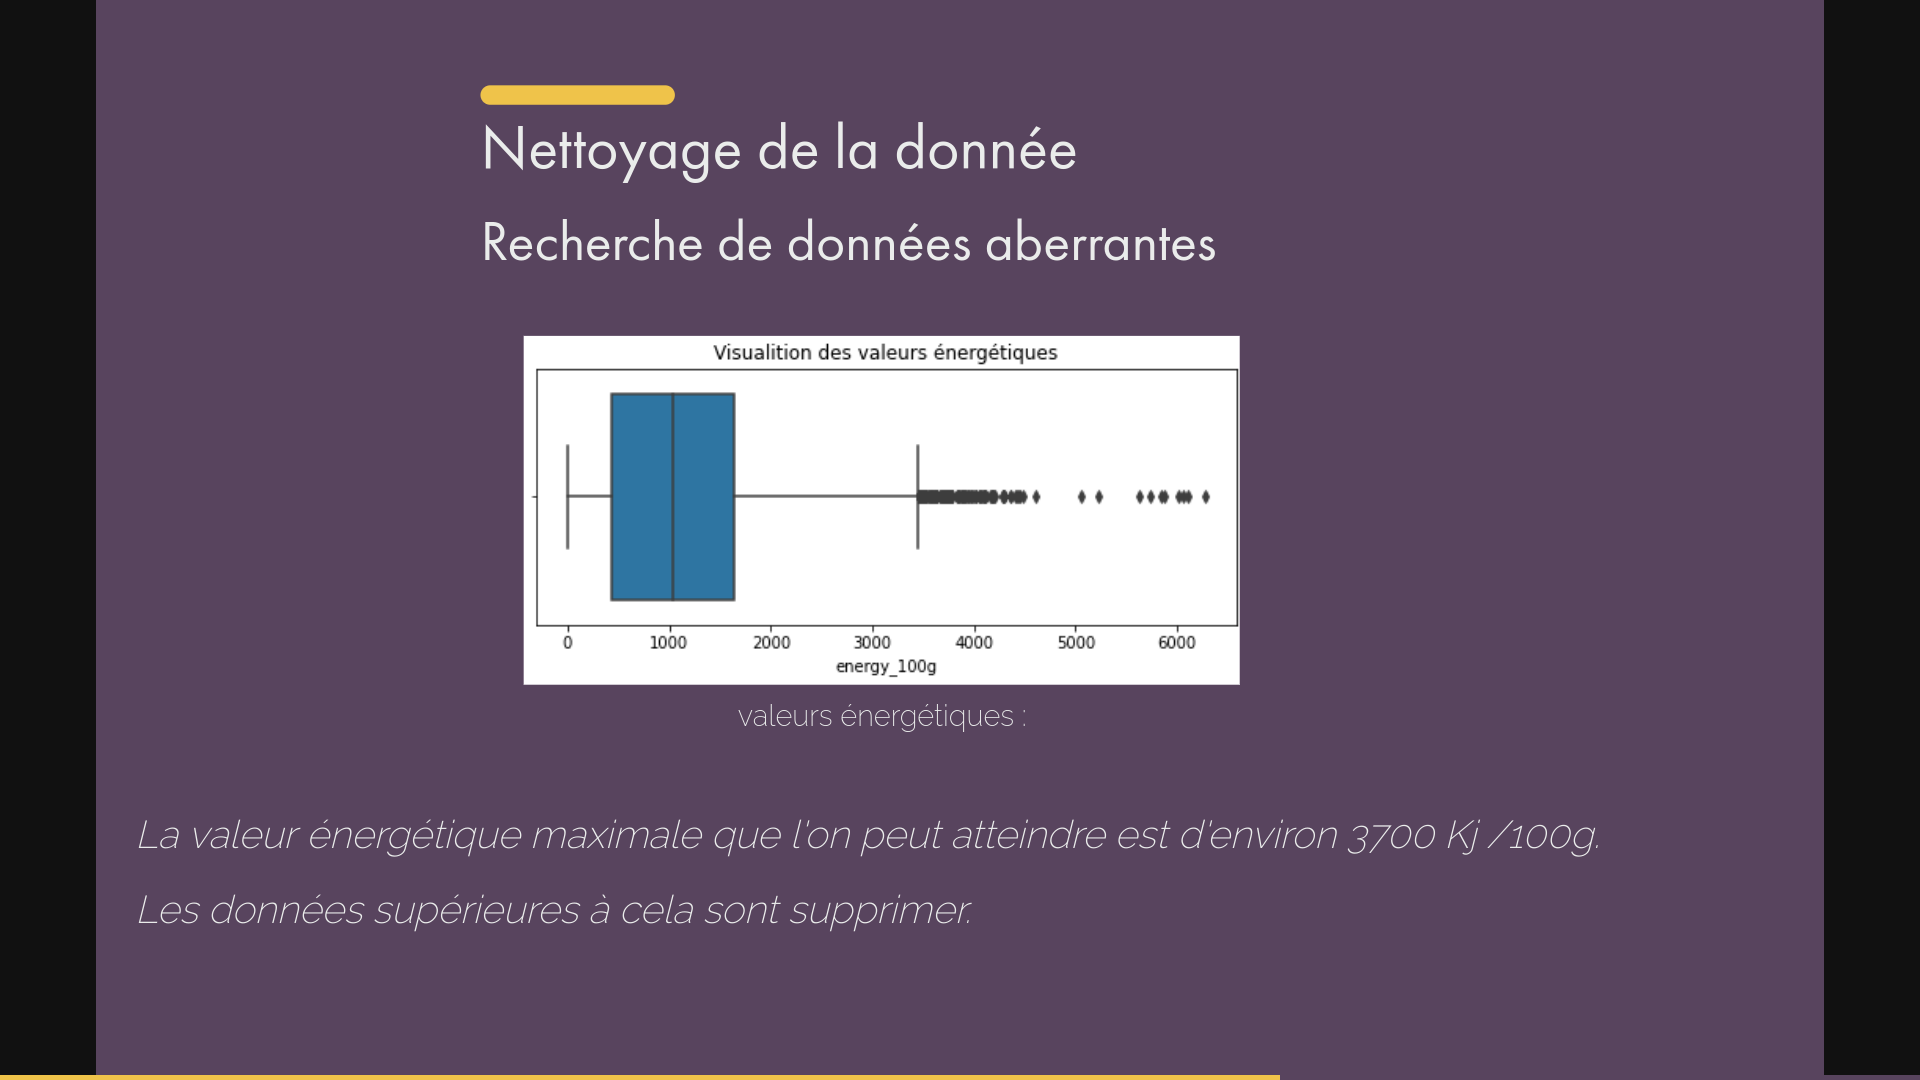 Nettoyage de la donnée
Recherche de données aberrantes
Visualition des valeurs énergétiques
0 1000 2000 3000 4000 5000 6000
energy_100g
valeurs énergétiques :
La valeur énergétique maximale que l'on peut atteindre est d'environ 3700 Kj /100g.
Les données supérieures à cela sont supprimer.